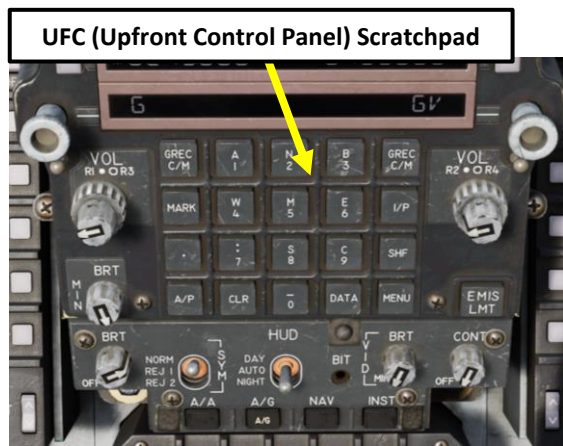 UFC (Upfront Control Panel) Scratchpad
G GV
VOL
R1 R3
VOL
R2 R4
GREC C/M
A 1
N 2
B 3
GREC C/M
MARK
W 4
M 5
E 6
I/P
: 7
S 8
C 9
SHF
A/P
CLR
- 0
DATA
MENU
BRT
MIN
EMIS LMT
BRT
OFF
NORM
REJ 1
REJ 2
SYM
HUD
DAY
AUTO
NIGHT
BIT
VID
BRT
MIN
CONT
OFF
A/A
A/G
NAV
INST
A/G